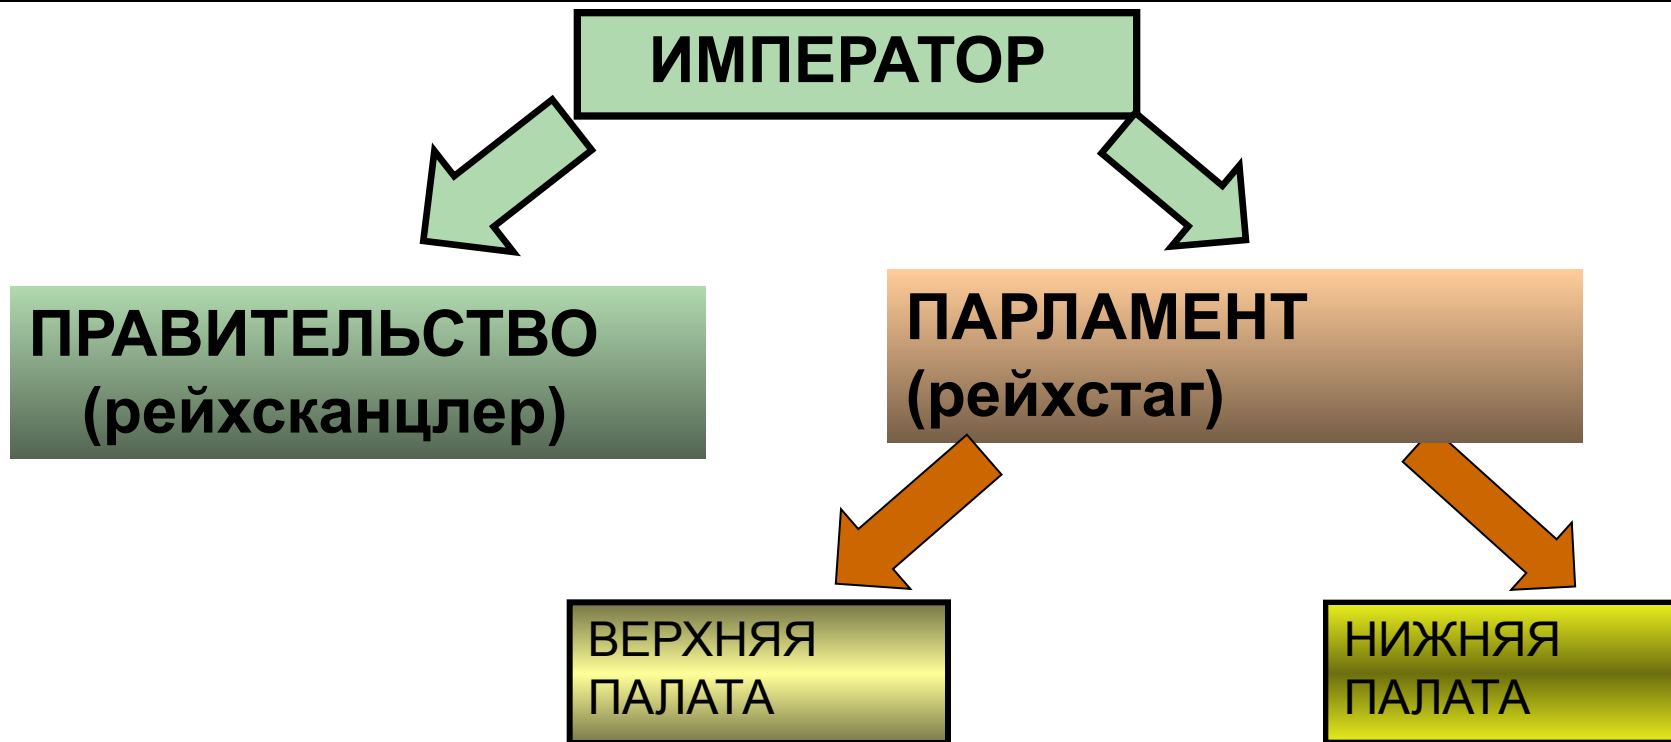 ИМПЕРАТОР
ПРАВИТЕЛЬСТВО
(рейхсканцлер)
ПАРЛАМЕНТ
(рейхстаг)
ВЕРХНЯЯ
ПАЛАТА
НИЖНЯЯ
ПАЛАТА